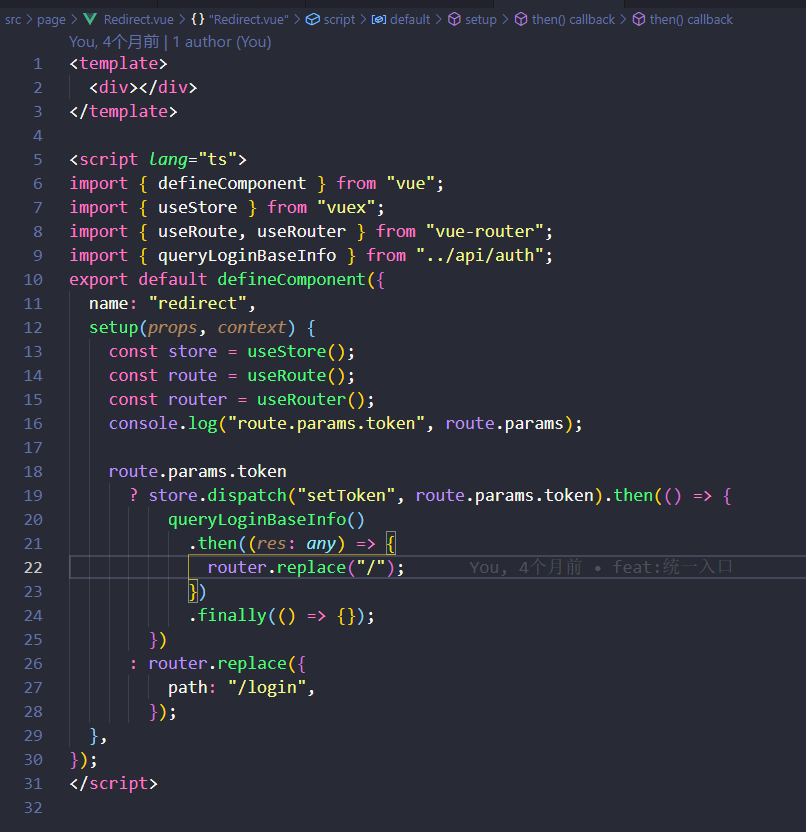 src > page > Redirect.vue > {} "Redirect.vue" > script > default > setup > then() callback > then() callback
You, 4个月前 | 1 author (You)
1 <template>
2   <div></div>
3 </template>
4
5 <script lang="ts">
6 import { defineComponent } from "vue";
7 import { useStore } from "vuex";
8 import { useRoute, useRouter } from "vue-router";
9 import { queryLoginBaseInfo } from "../api/auth";
10 export default defineComponent({
11   name: "redirect",
12   setup(props, context) {
13     const store = useStore();
14     const route = useRoute();
15     const router = useRouter();
16     console.log("route.params.token", route.params);
17
18     route.params.token
19       ? store.dispatch("setToken", route.params.token).then(() => {
20           queryLoginBaseInfo()
21             .then((res: any) => {
22               router.replace("/");       You, 4个月前 • feat:统一入口
23             })
24             .finally(() => {});
25         })
26       : router.replace({
27           path: "/login",
28         });
29   },
30 });
31 </script>
32